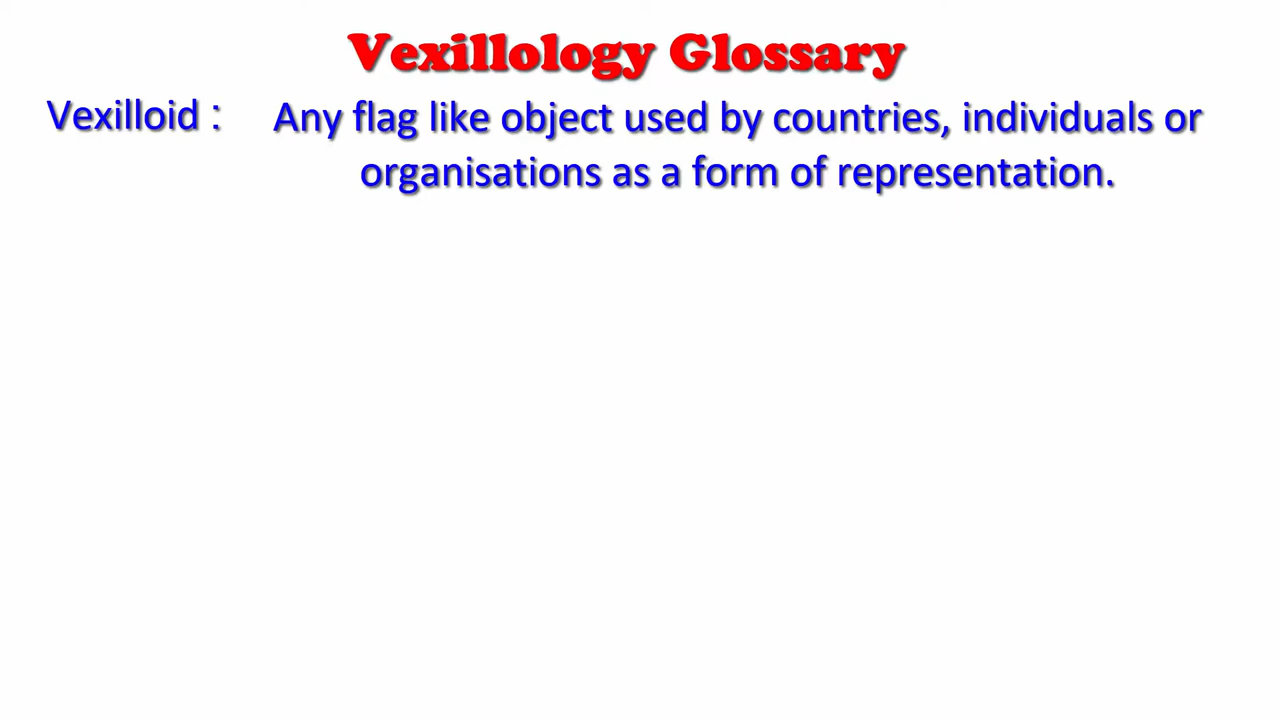 Vexillology Glossary
Vexilloid : Any flag like object used by countries, individuals or
organisations as a form of representation.